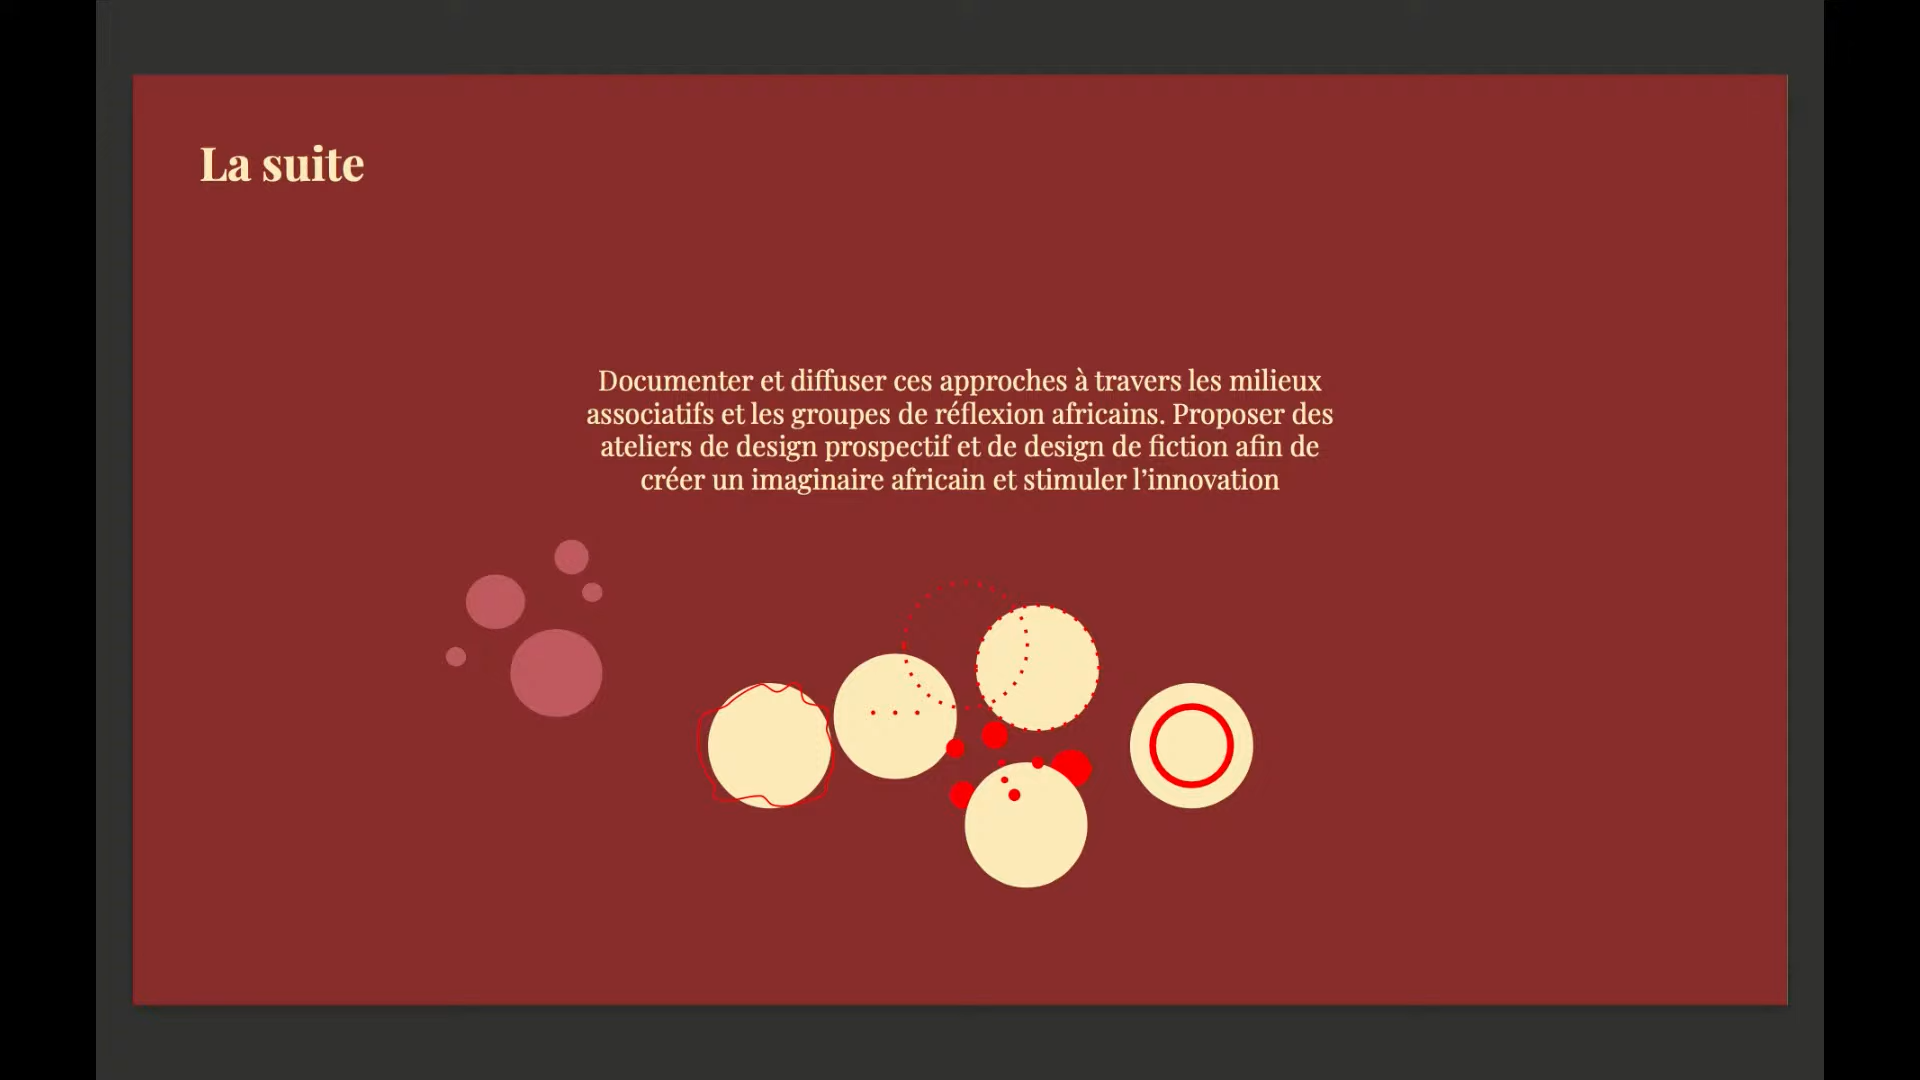 La suite
Documenter et diffuser ces approches à travers les milieux
associatifs et les groupes de réflexion africains. Proposer des
ateliers de design prospectif et de design de fiction afin de
créer un imaginaire africain et stimuler l’innovation